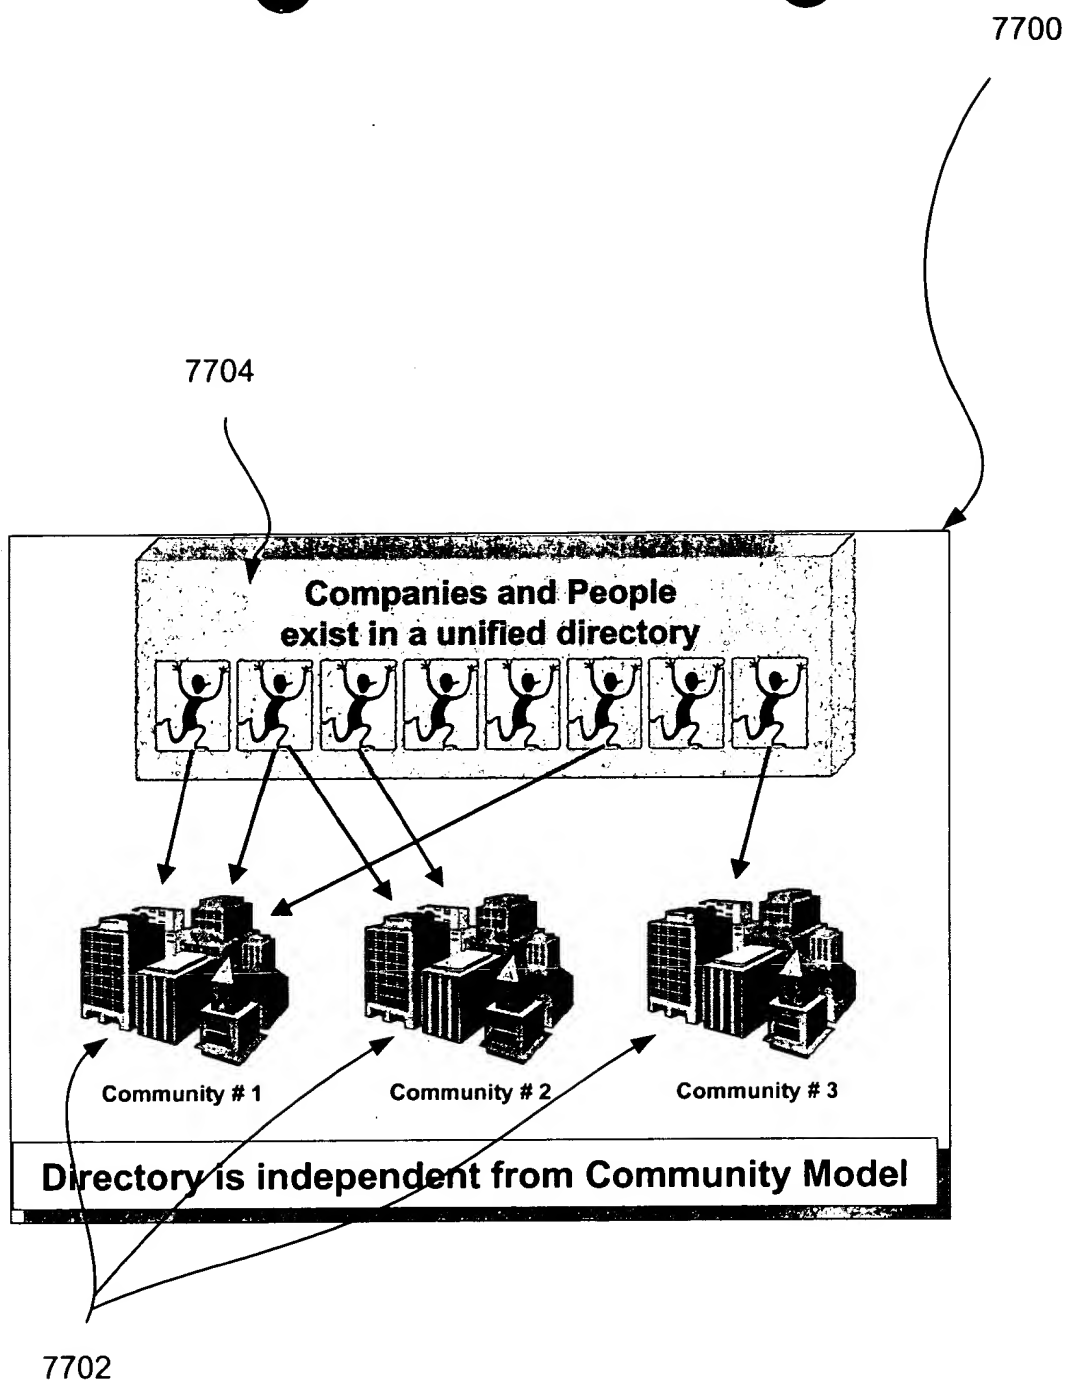 7700
7704
Companies and People
exist in a unified directory
Community # 1
Community # 2
Community # 3
Directory is independent from Community Model
7702